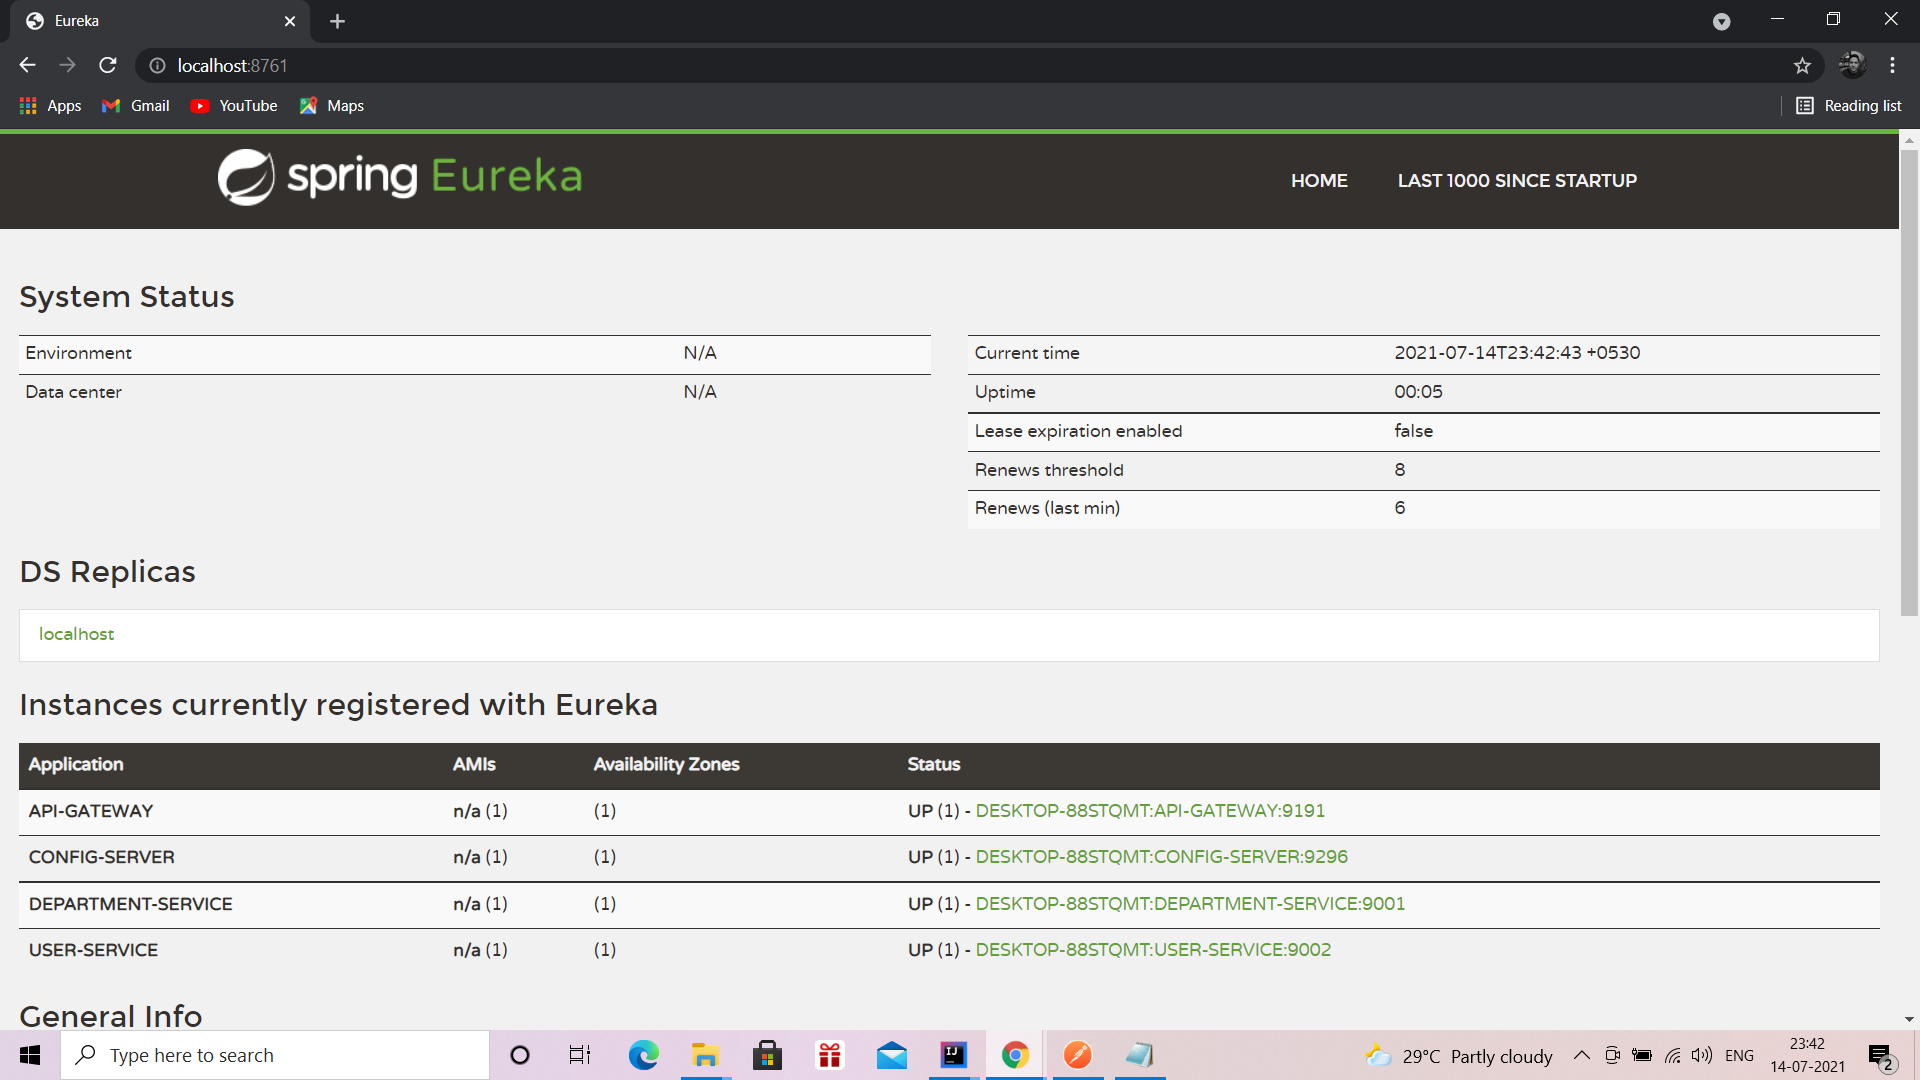 Eureka
localhost:8761
Apps Gmail YouTube Maps Reading list
spring Eureka HOME LAST 1000 SINCE STARTUP
System Status
Environment N/A
Data center N/A
Current time 2021-07-14T23:42:43 +0530
Uptime 00:05
Lease expiration enabled false
Renews threshold 8
Renews (last min) 6
DS Replicas
localhost
Instances currently registered with Eureka
Application AMIs Availability Zones Status
API-GATEWAY n/a (1) (1) UP (1) - DESKTOP-88STQMT:API-GATEWAY:9191
CONFIG-SERVER n/a (1) (1) UP (1) - DESKTOP-88STQMT:CONFIG-SERVER:9296
DEPARTMENT-SERVICE n/a (1) (1) UP (1) - DESKTOP-88STQMT:DEPARTMENT-SERVICE:9001
USER-SERVICE n/a (1) (1) UP (1) - DESKTOP-88STQMT:USER-SERVICE:9002
General Info
Type here to search
IJ
29°C Partly cloudy
ENG
23:42
14-07-2021
2